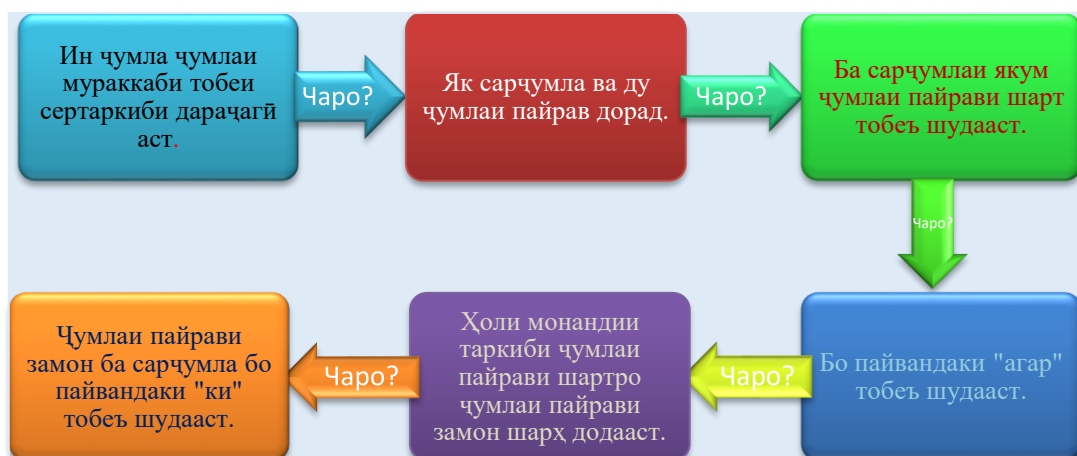 Ин ҷумла ҷумлаи
мураккаби тобеи
сертаркиби дараҷагӣ
аст.
Чаро?
Як сарҷумла ва ду
ҷумлаи пайрав дорад.
Чаро?
Ба сарҷумлаи якум
ҷумлаи пайрави шарт
тобеъ шудааст.
Чаро?
Бо пайвандаки "агар"
тобеъ шудааст.
Чаро?
Ҳоли монандии
таркиби ҷумлаи
пайрави шартро
ҷумлаи пайрави
замон шарҳ додааст.
Чаро?
Ҷумлаи пайрави
замон ба сарҷумла бо
пайвандаки "ки"
тобеъ шудааст.